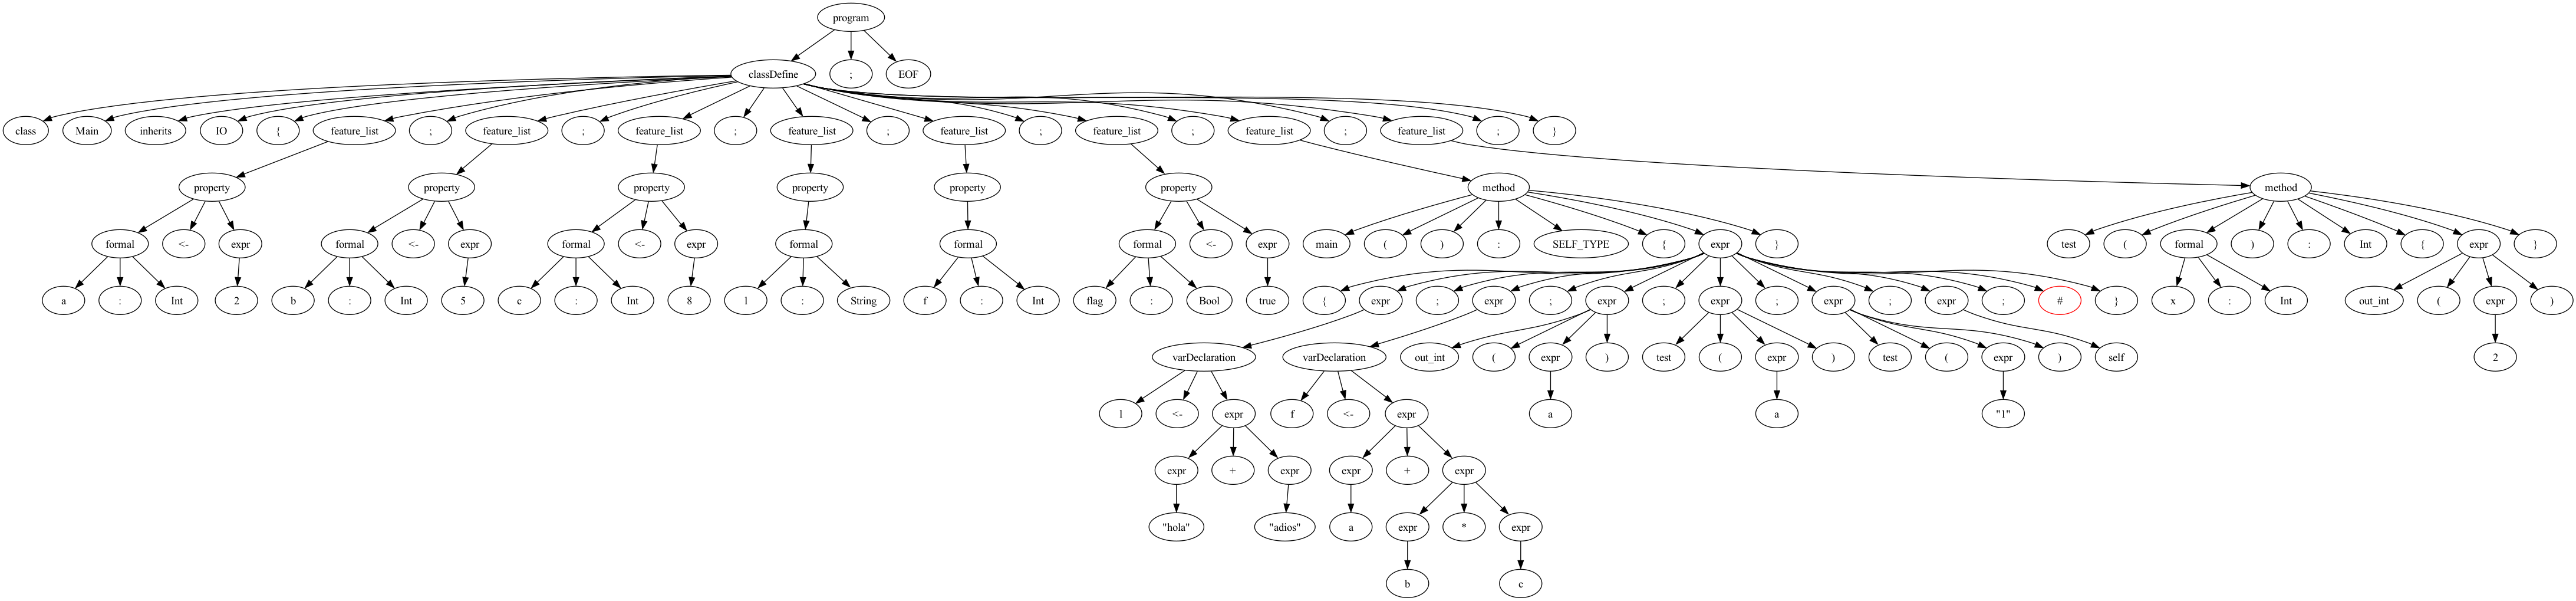 program
classDefine ; EOF
class Main inherits IO { feature_list ; feature_list ; feature_list ; feature_list ; feature_list ; feature_list ; feature_list ; feature_list ; }
property property property property property property method method
formal <- expr formal <- expr formal <- expr formal formal formal <- expr main ( ) : SELF_TYPE { expr } test ( formal ) : Int { expr }
a : Int 2 b : Int 5 c : Int 8 l : String f : Int flag : Bool true { expr ; expr ; expr ; expr ; expr ; expr ; # } x : Int out_int ( expr )
varDeclaration varDeclaration out_int ( expr ) test ( expr ) test ( expr ) self 2
l <- expr f <- expr a a "1"
expr + expr expr + expr
"hola" "adios" a expr * expr
b c